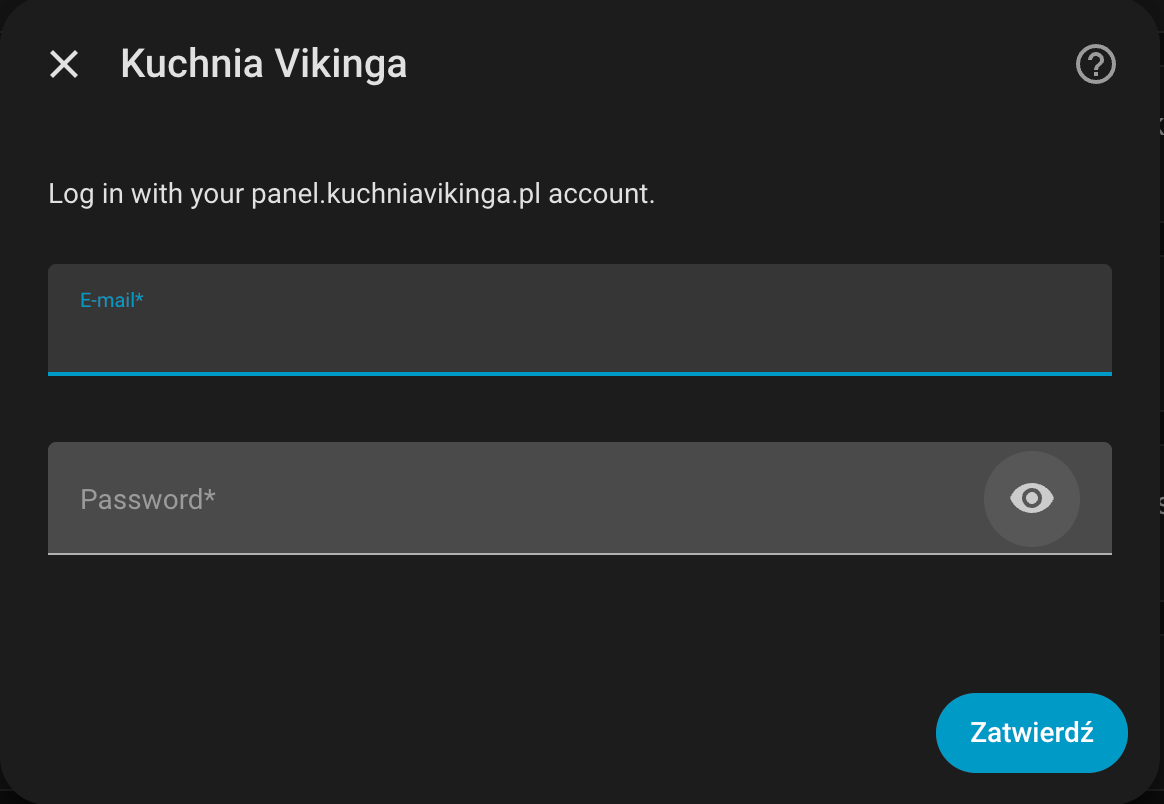 Kuchnia Vikinga
Log in with your panel.kuchniavikinga.pl account.
E-mail*
Password*
Zatwierdź